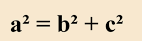 a² = b² + c²